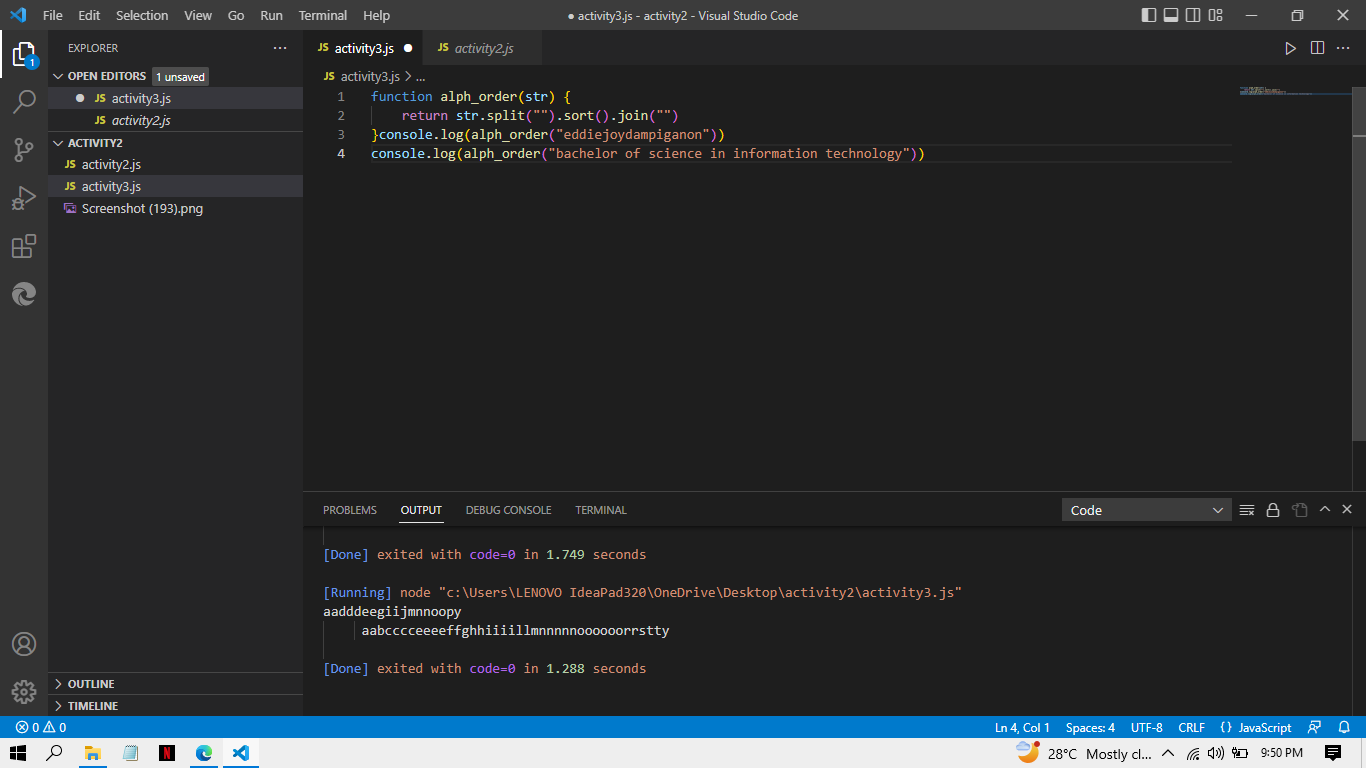 File Edit Selection View Go Run Terminal Help ● activity3.js - activity2 - Visual Studio Code
EXPLORER
OPEN EDITORS 1 unsaved
JS activity3.js
JS activity2.js
ACTIVITY2
JS activity2.js
JS activity3.js
Screenshot (193).png
OUTLINE
TIMELINE
1
JS activity3.js ● JS activity2.js
JS activity3.js > ...
1 function alph_order(str) {
2 return str.split("").sort().join("")
3 }console.log(alph_order("eddiejoydampiganon"))
4 console.log(alph_order("bachelor of science in information technology"))
PROBLEMS OUTPUT DEBUG CONSOLE TERMINAL Code
[Done] exited with code=0 in 1.749 seconds
[Running] node "c:\Users\LENOVO IdeaPad320\OneDrive\Desktop\activity2\activity3.js"
aadddeegiijmnnoopy
aabcccceeeeffghhiiiillmnnnnnoooooorrstty
[Done] exited with code=0 in 1.288 seconds
0 0 Ln 4, Col 1 Spaces: 4 UTF-8 CRLF {} JavaScript
N 28°C Mostly cl... 9:50 PM